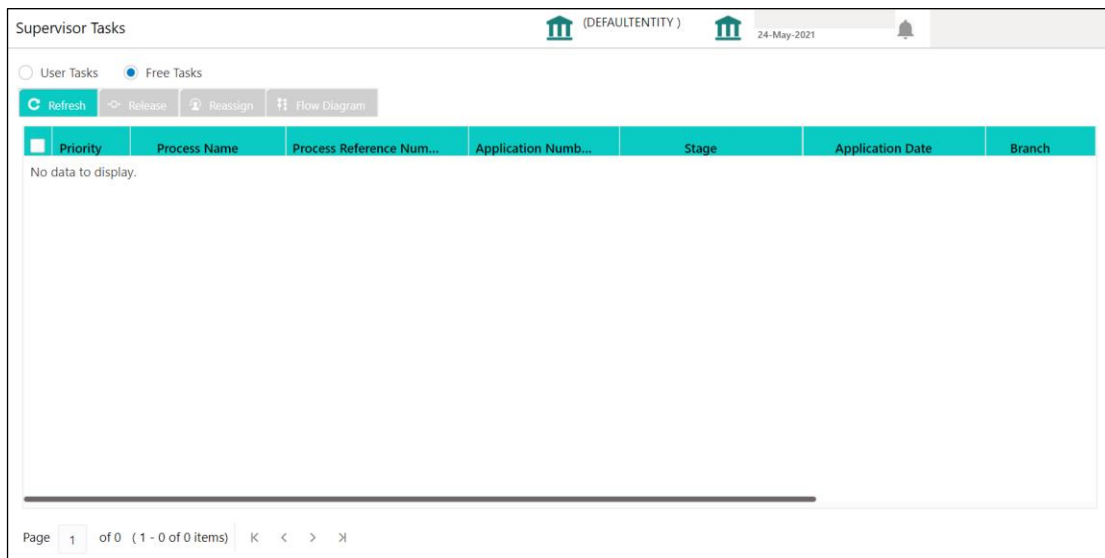 Supervisor Tasks (DEFAULTENTITY ) 24-May-2021
User Tasks Free Tasks
Refresh Release Reassign Flow Diagram
Priority Process Name Process Reference Num... Application Numb... Stage Application Date Branch
No data to display.
Page 1 of 0 ( 1 - 0 of 0 items)